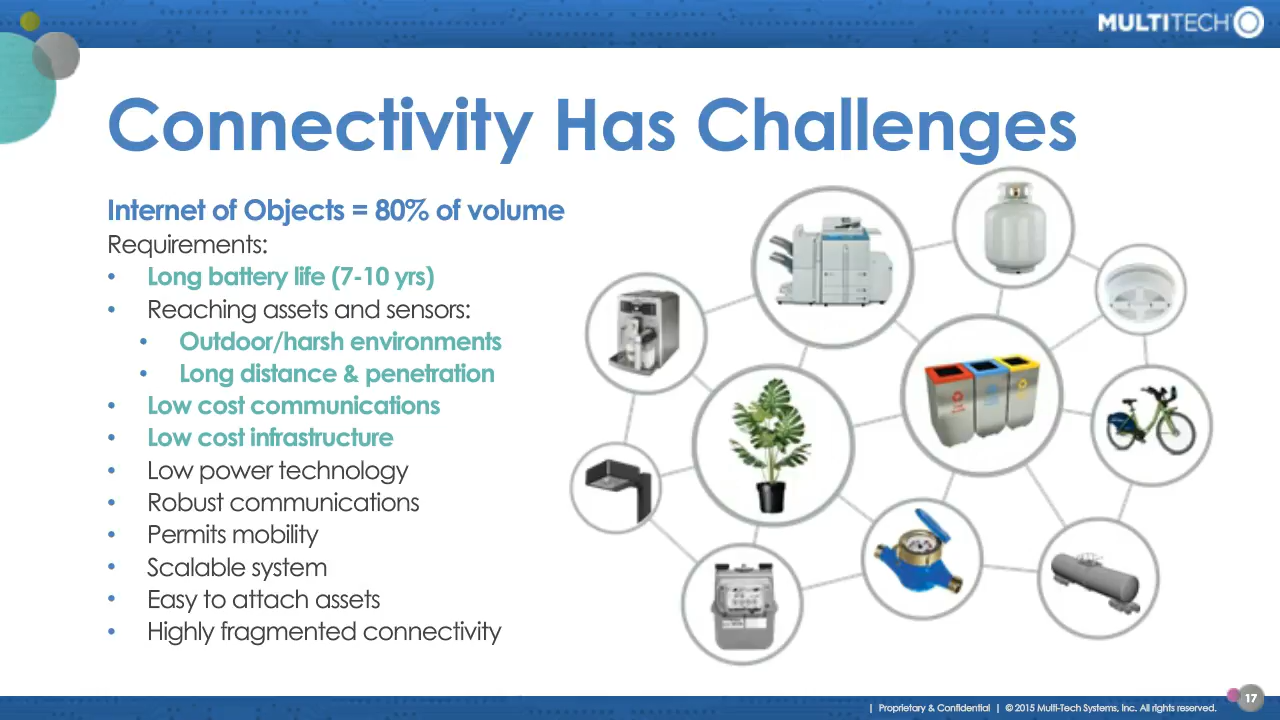 MULTITECH
Connectivity Has Challenges
Internet of Objects = 80% of volume
Requirements:
• Long battery life (7-10 yrs)
• Reaching assets and sensors:
• Outdoor/harsh environments
• Long distance & penetration
• Low cost communications
• Low cost infrastructure
• Low power technology
• Robust communications
• Permits mobility
• Scalable system
• Easy to attach assets
• Highly fragmented connectivity
| Proprietary & Confidential | © 2015 Multi-Tech Systems, Inc. All rights reserved.
17